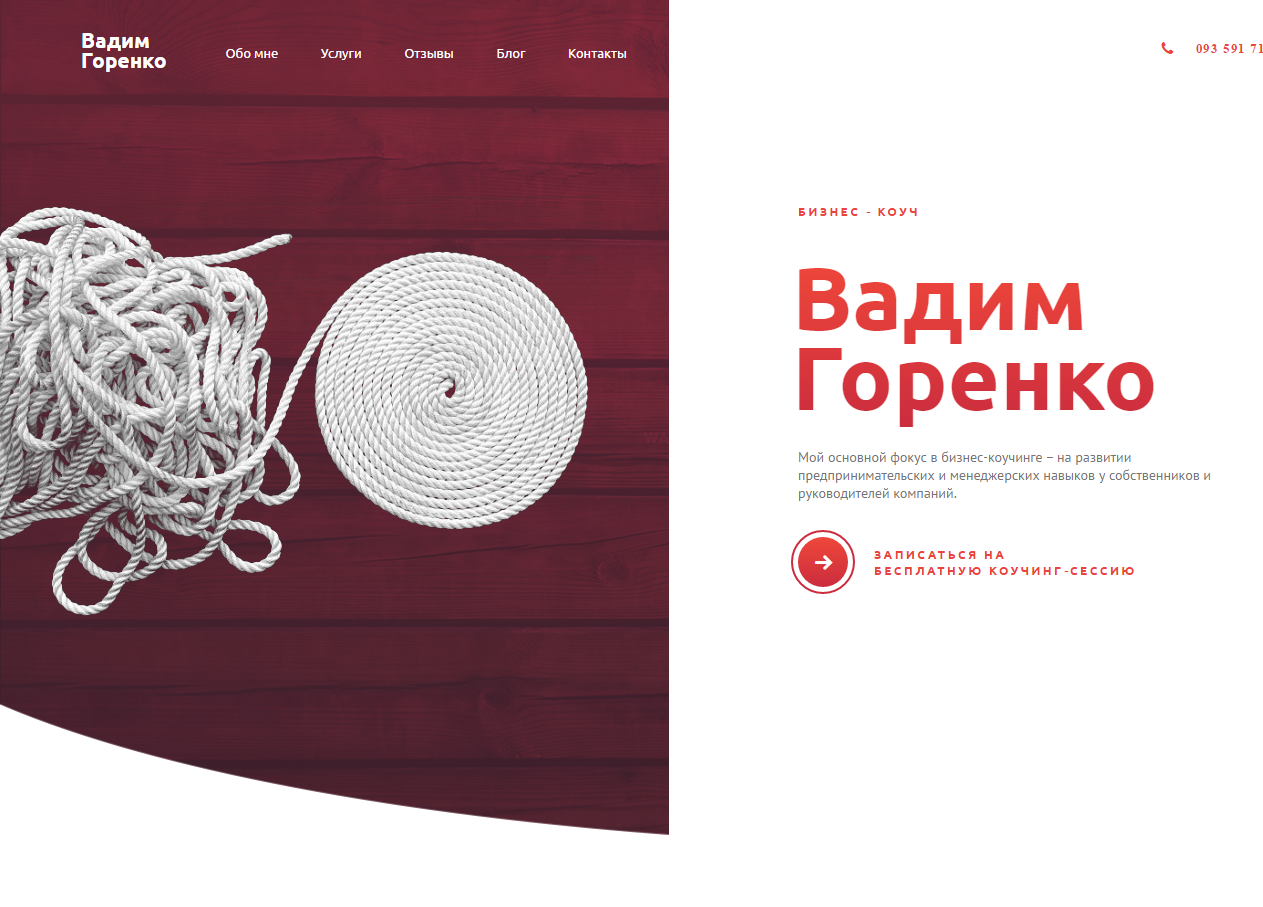 Вадим
Горенко
Обо мне Услуги Отзывы Блог Контакты
093 591 71
БИЗНЕС - КОУЧ
Вадим
Горенко
Мой основной фокус в бизнес-коучинге – на развитии
предпринимательских и менеджерских навыков у собственников и
руководителей компаний.
ЗАПИСАТЬСЯ НА
БЕСПЛАТНУЮ КОУЧИНГ-СЕССИЮ